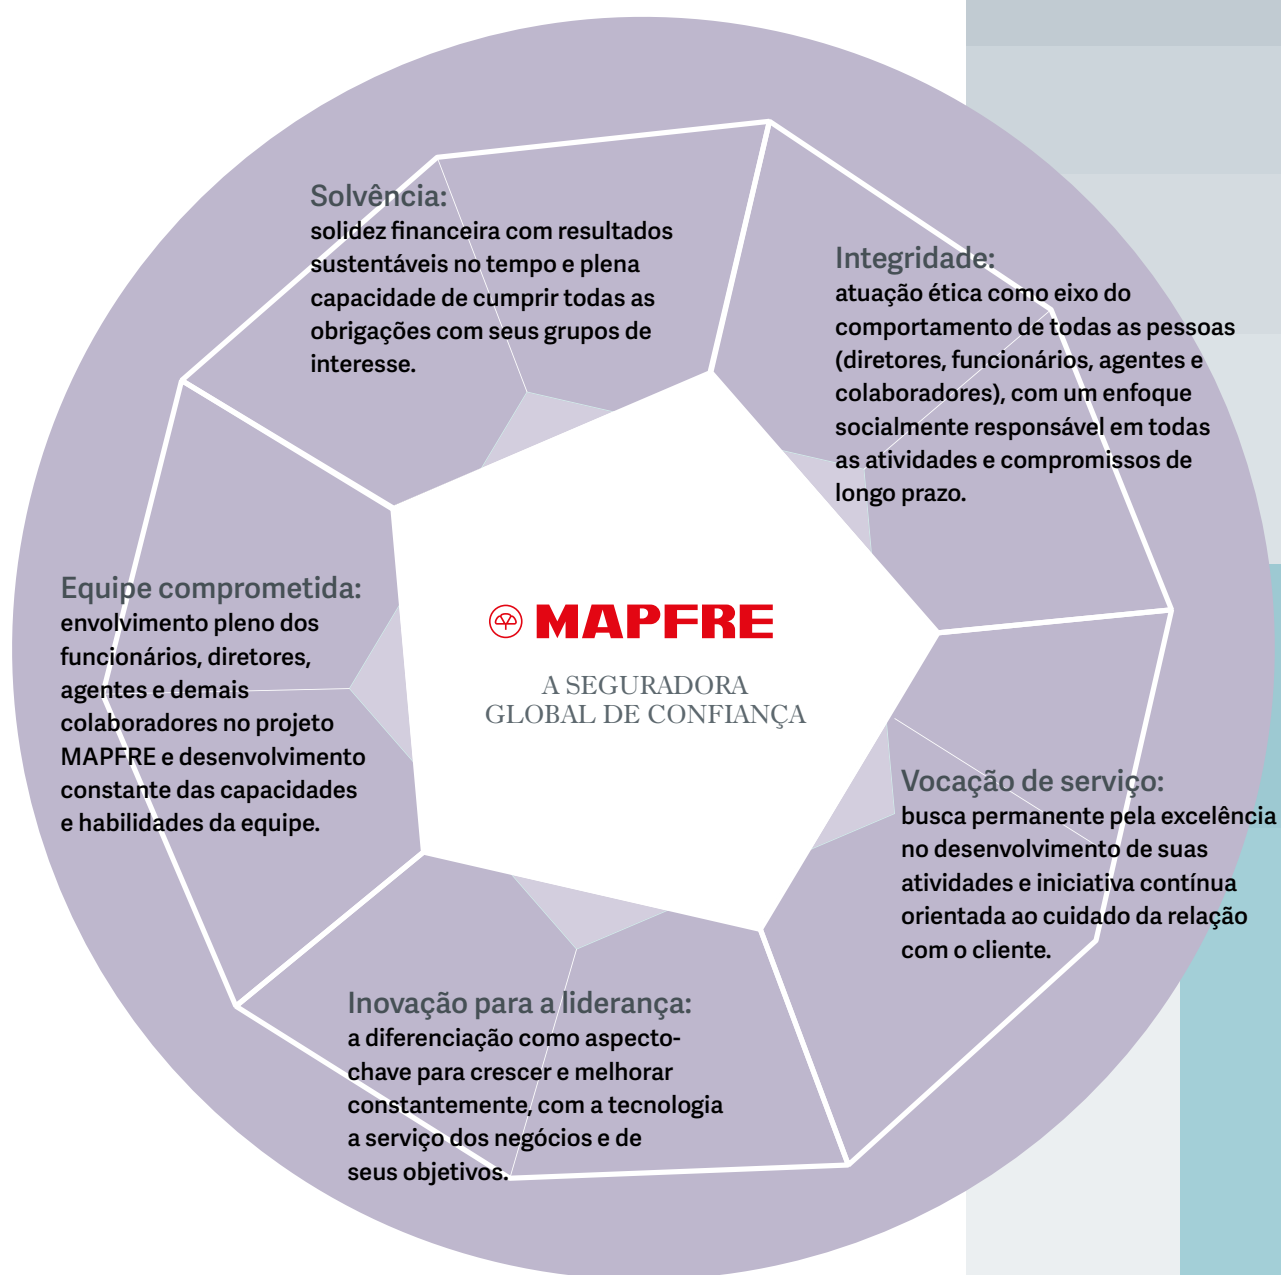 Solvência:
solidez financeira com resultados
sustentáveis no tempo e plena
capacidade de cumprir todas as
obrigações com seus grupos de
interesse.
Integridade:
atuação ética como eixo do
comportamento de todas as pessoas
(diretores, funcionários, agentes e
colaboradores), com um enfoque
socialmente responsável em todas
as atividades e compromissos de
longo prazo.
Equipe comprometida:
envolvimento pleno dos
funcionários, diretores,
agentes e demais
colaboradores no projeto
MAPFRE e desenvolvimento
constante das capacidades
e habilidades da equipe.
MAPFRE
A SEGURADORA
GLOBAL DE CONFIANÇA
Vocação de serviço:
busca permanente pela excelência
no desenvolvimento de suas
atividades e iniciativa contínua
orientada ao cuidado da relação
com o cliente.
Inovação para a liderança:
a diferenciação como aspecto-
chave para crescer e melhorar
constantemente, com a tecnologia
a serviço dos negócios e de
seus objetivos.